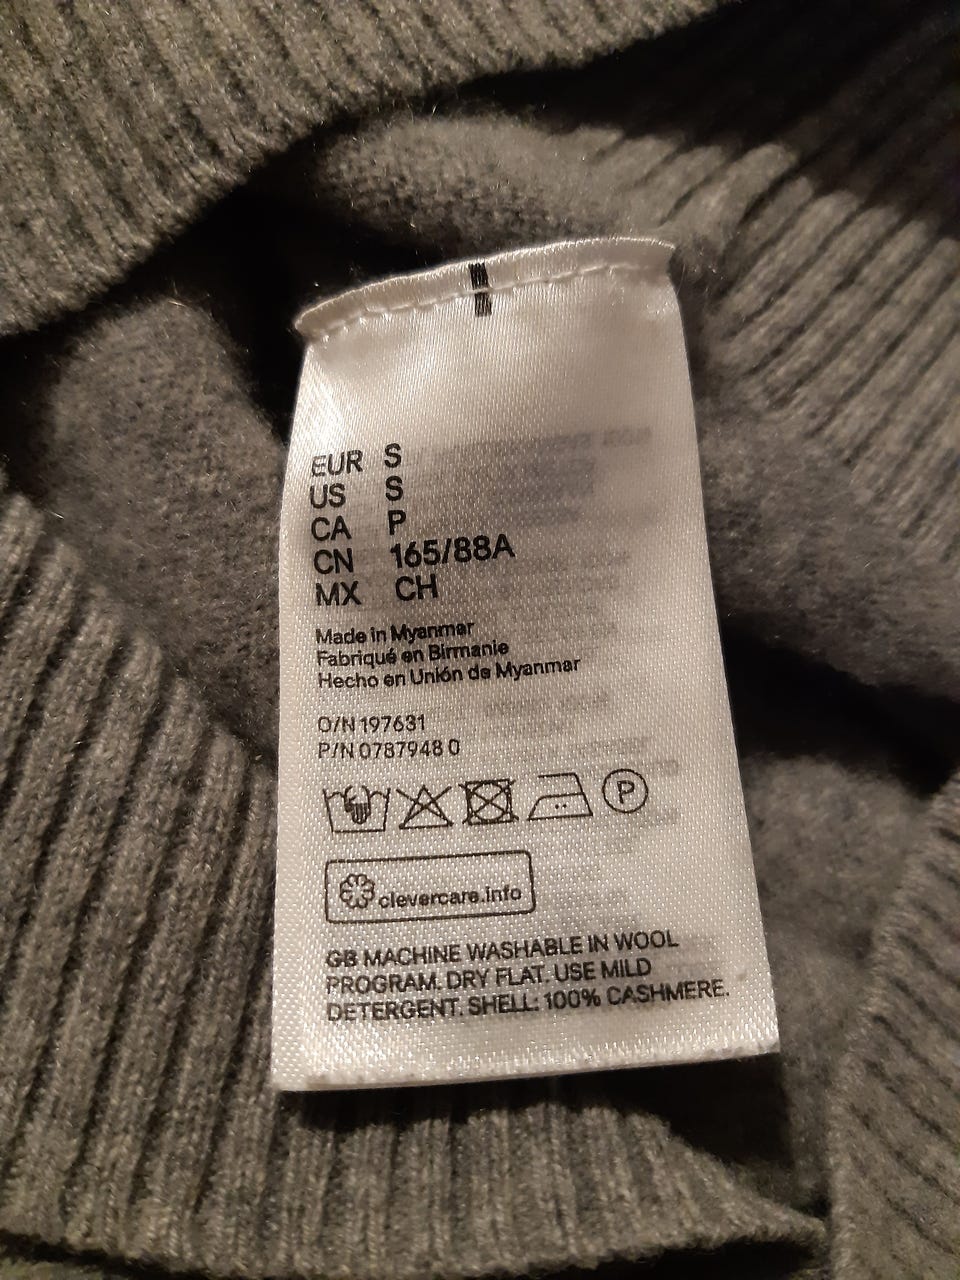 EUR S
US S
CA P
CN 165/88A
MX CH
Made in Myanmar
Fabriqué en Birmanie
Hecho en Unión de Myanmar
O/N 197631
P/N 0787948 0
P
clevercare.info
GB MACHINE WASHABLE IN WOOL
PROGRAM. DRY FLAT. USE MILD
DETERGENT. SHELL: 100% CASHMERE.